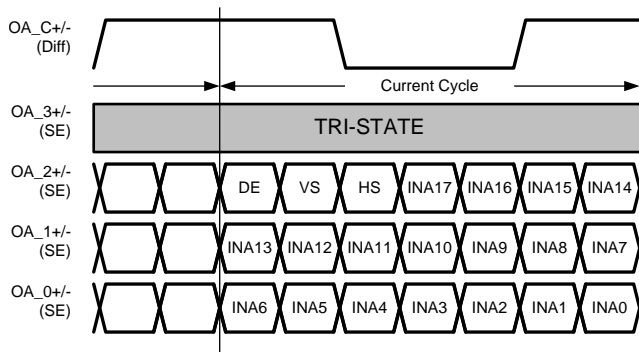 OA_C+/-
(Diff)
Current Cycle
OA_3+/-
(SE)
TRI-STATE
OA_2+/-
(SE)
DE VS HS INA17 INA16 INA15 INA14
OA_1+/-
(SE)
INA13 INA12 INA11 INA10 INA9 INA8 INA7
OA_0+/-
(SE)
INA6 INA5 INA4 INA3 INA2 INA1 INA0